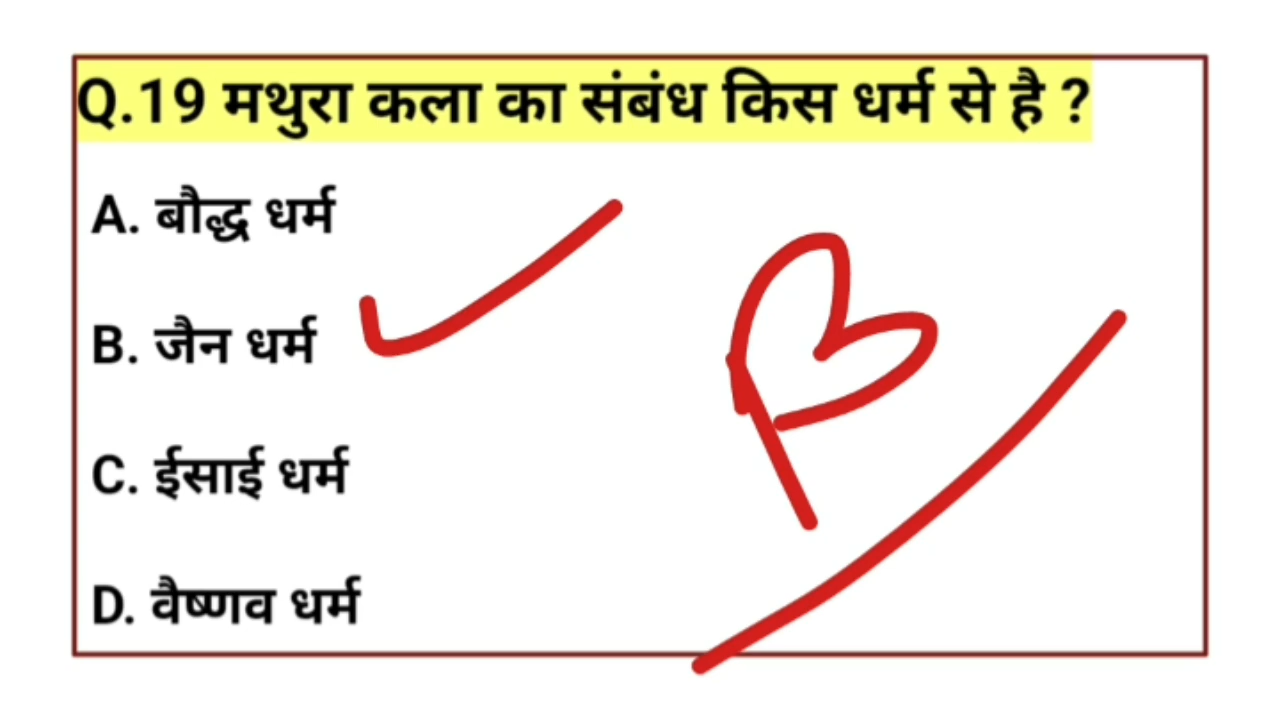 Q.19 मथुरा कला का संबंध किस धर्म से है ?
A. बौद्ध धर्म
B. जैन धर्म
C. ईसाई धर्म
D. वैष्णव धर्म
B